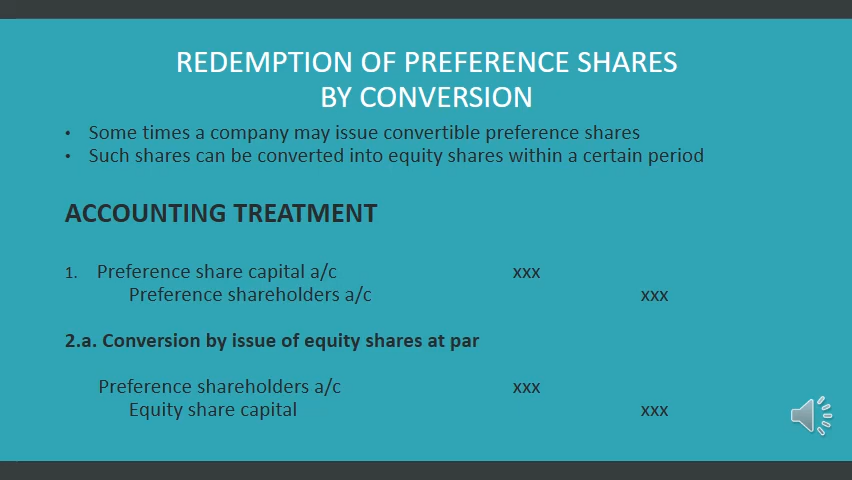 REDEMPTION OF PREFERENCE SHARES
BY CONVERSION
• Some times a company may issue convertible preference shares
• Such shares can be converted into equity shares within a certain period
ACCOUNTING TREATMENT
1. Preference share capital a/c xxx
Preference shareholders a/c xxx
2.a. Conversion by issue of equity shares at par
Preference shareholders a/c xxx
Equity share capital xxx